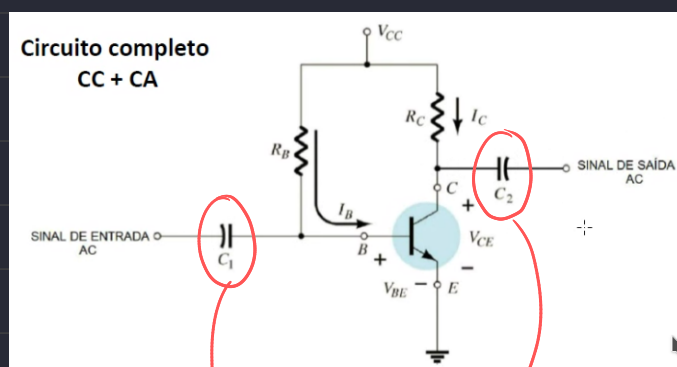 Circuito completo
CC + CA
V_CC
R_C
I_C
R_B
C
C_2
SINAL DE SAÍDA
AC
I_B
SINAL DE ENTRADA
AC
C_1
B
+
+
V_CE
−
V_BE
−
E